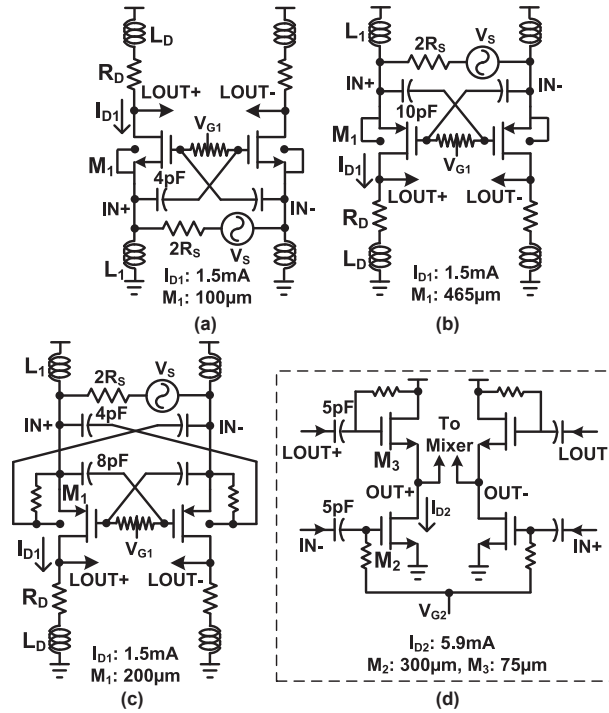 L_D
R_D
I_D1
LOUT+ LOUT-
V_G1
M_1
4pF
IN+ IN-
2R_S V_S
L_1
I_D1: 1.5mA
M_1: 100µm
(a)
L_1
2R_S V_S
IN+ IN-
10pF
M_1
I_D1
V_G1
LOUT+ LOUT-
R_D
L_D
I_D1: 1.5mA
M_1: 465µm
(b)
L_1
2R_S V_S
4pF
IN+ IN-
8pF
M_1
I_D1
V_G1
LOUT+ LOUT-
R_D
L_D
I_D1: 1.5mA
M_1: 200µm
(c)
5pF
LOUT+
M_3
To
Mixer
LOUT
OUT+ OUT-
5pF
I_D2
IN- IN+
M_2
V_G2
I_D2: 5.9mA
M_2: 300µm, M_3: 75µm
(d)